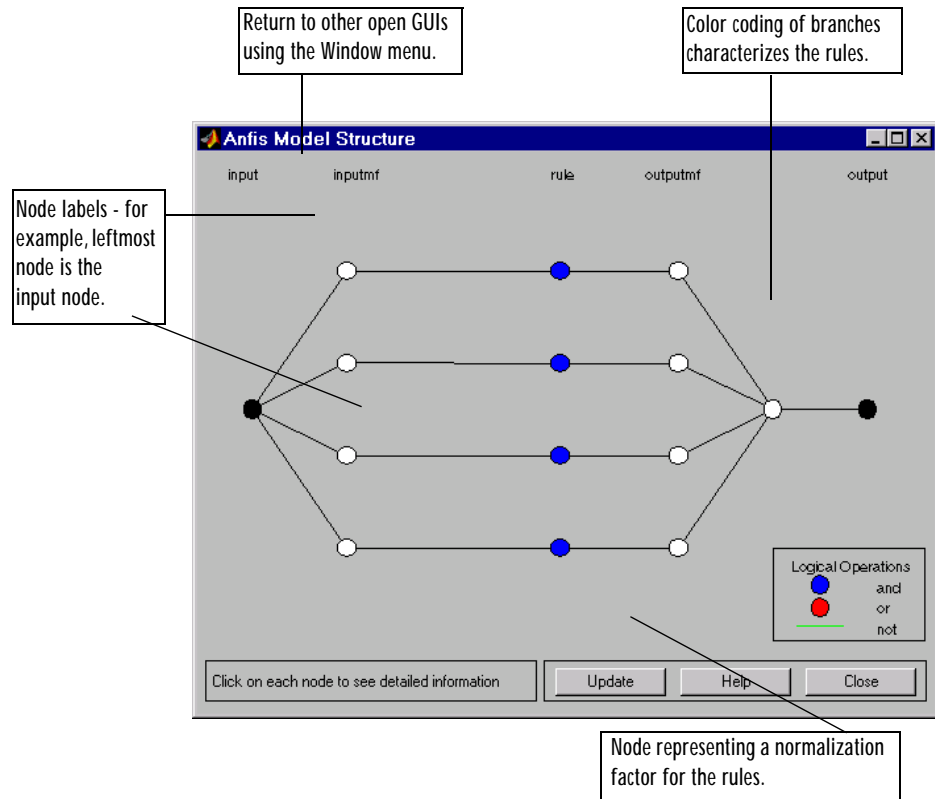 Return to other open GUIs
using the Window menu.
Color coding of branches
characterizes the rules.
Anfis Model Structure
input inputmf rule outputmf output
Node labels - for
example, leftmost
node is the
input node.
Logical Operations
and
or
not
Click on each node to see detailed information
Update Help Close
Node representing a normalization
factor for the rules.